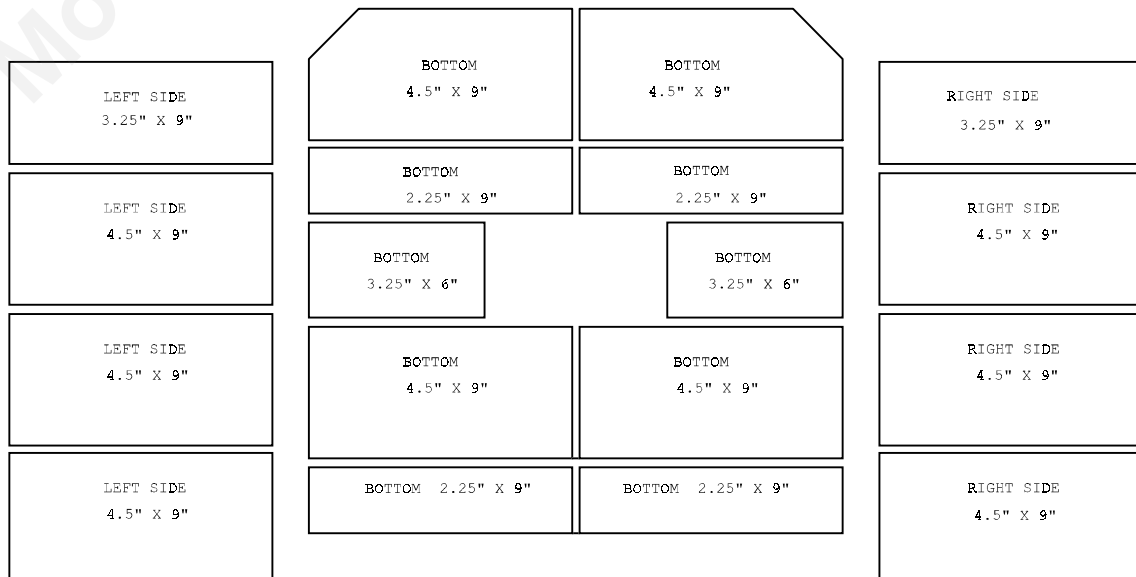 Mo
LEFT SIDE
3.25" X 9"
LEFT SIDE
4.5" X 9"
LEFT SIDE
4.5" X 9"
LEFT SIDE
4.5" X 9"
BOTTOM
4.5" X 9"
BOTTOM
4.5" X 9"
BOTTOM
2.25" X 9"
BOTTOM
2.25" X 9"
BOTTOM
3.25" X 6"
BOTTOM
3.25" X 6"
BOTTOM
4.5" X 9"
BOTTOM
4.5" X 9"
BOTTOM 2.25" X 9"
BOTTOM 2.25" X 9"
RIGHT SIDE
3.25" X 9"
RIGHT SIDE
4.5" X 9"
RIGHT SIDE
4.5" X 9"
RIGHT SIDE
4.5" X 9"